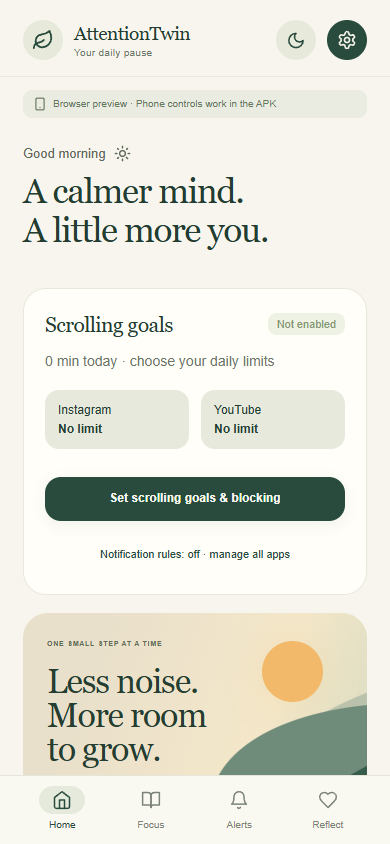 AttentionTwin
Your daily pause
Browser preview · Phone controls work in the APK
Good morning
A calmer mind.
A little more you.
Scrolling goals
Not enabled
0 min today · choose your daily limits
Instagram
No limit
YouTube
No limit
Set scrolling goals & blocking
Notification rules: off · manage all apps
ONE SMALL STEP AT A TIME
Less noise.
More room
to grow.
Home
Focus
Alerts
Reflect